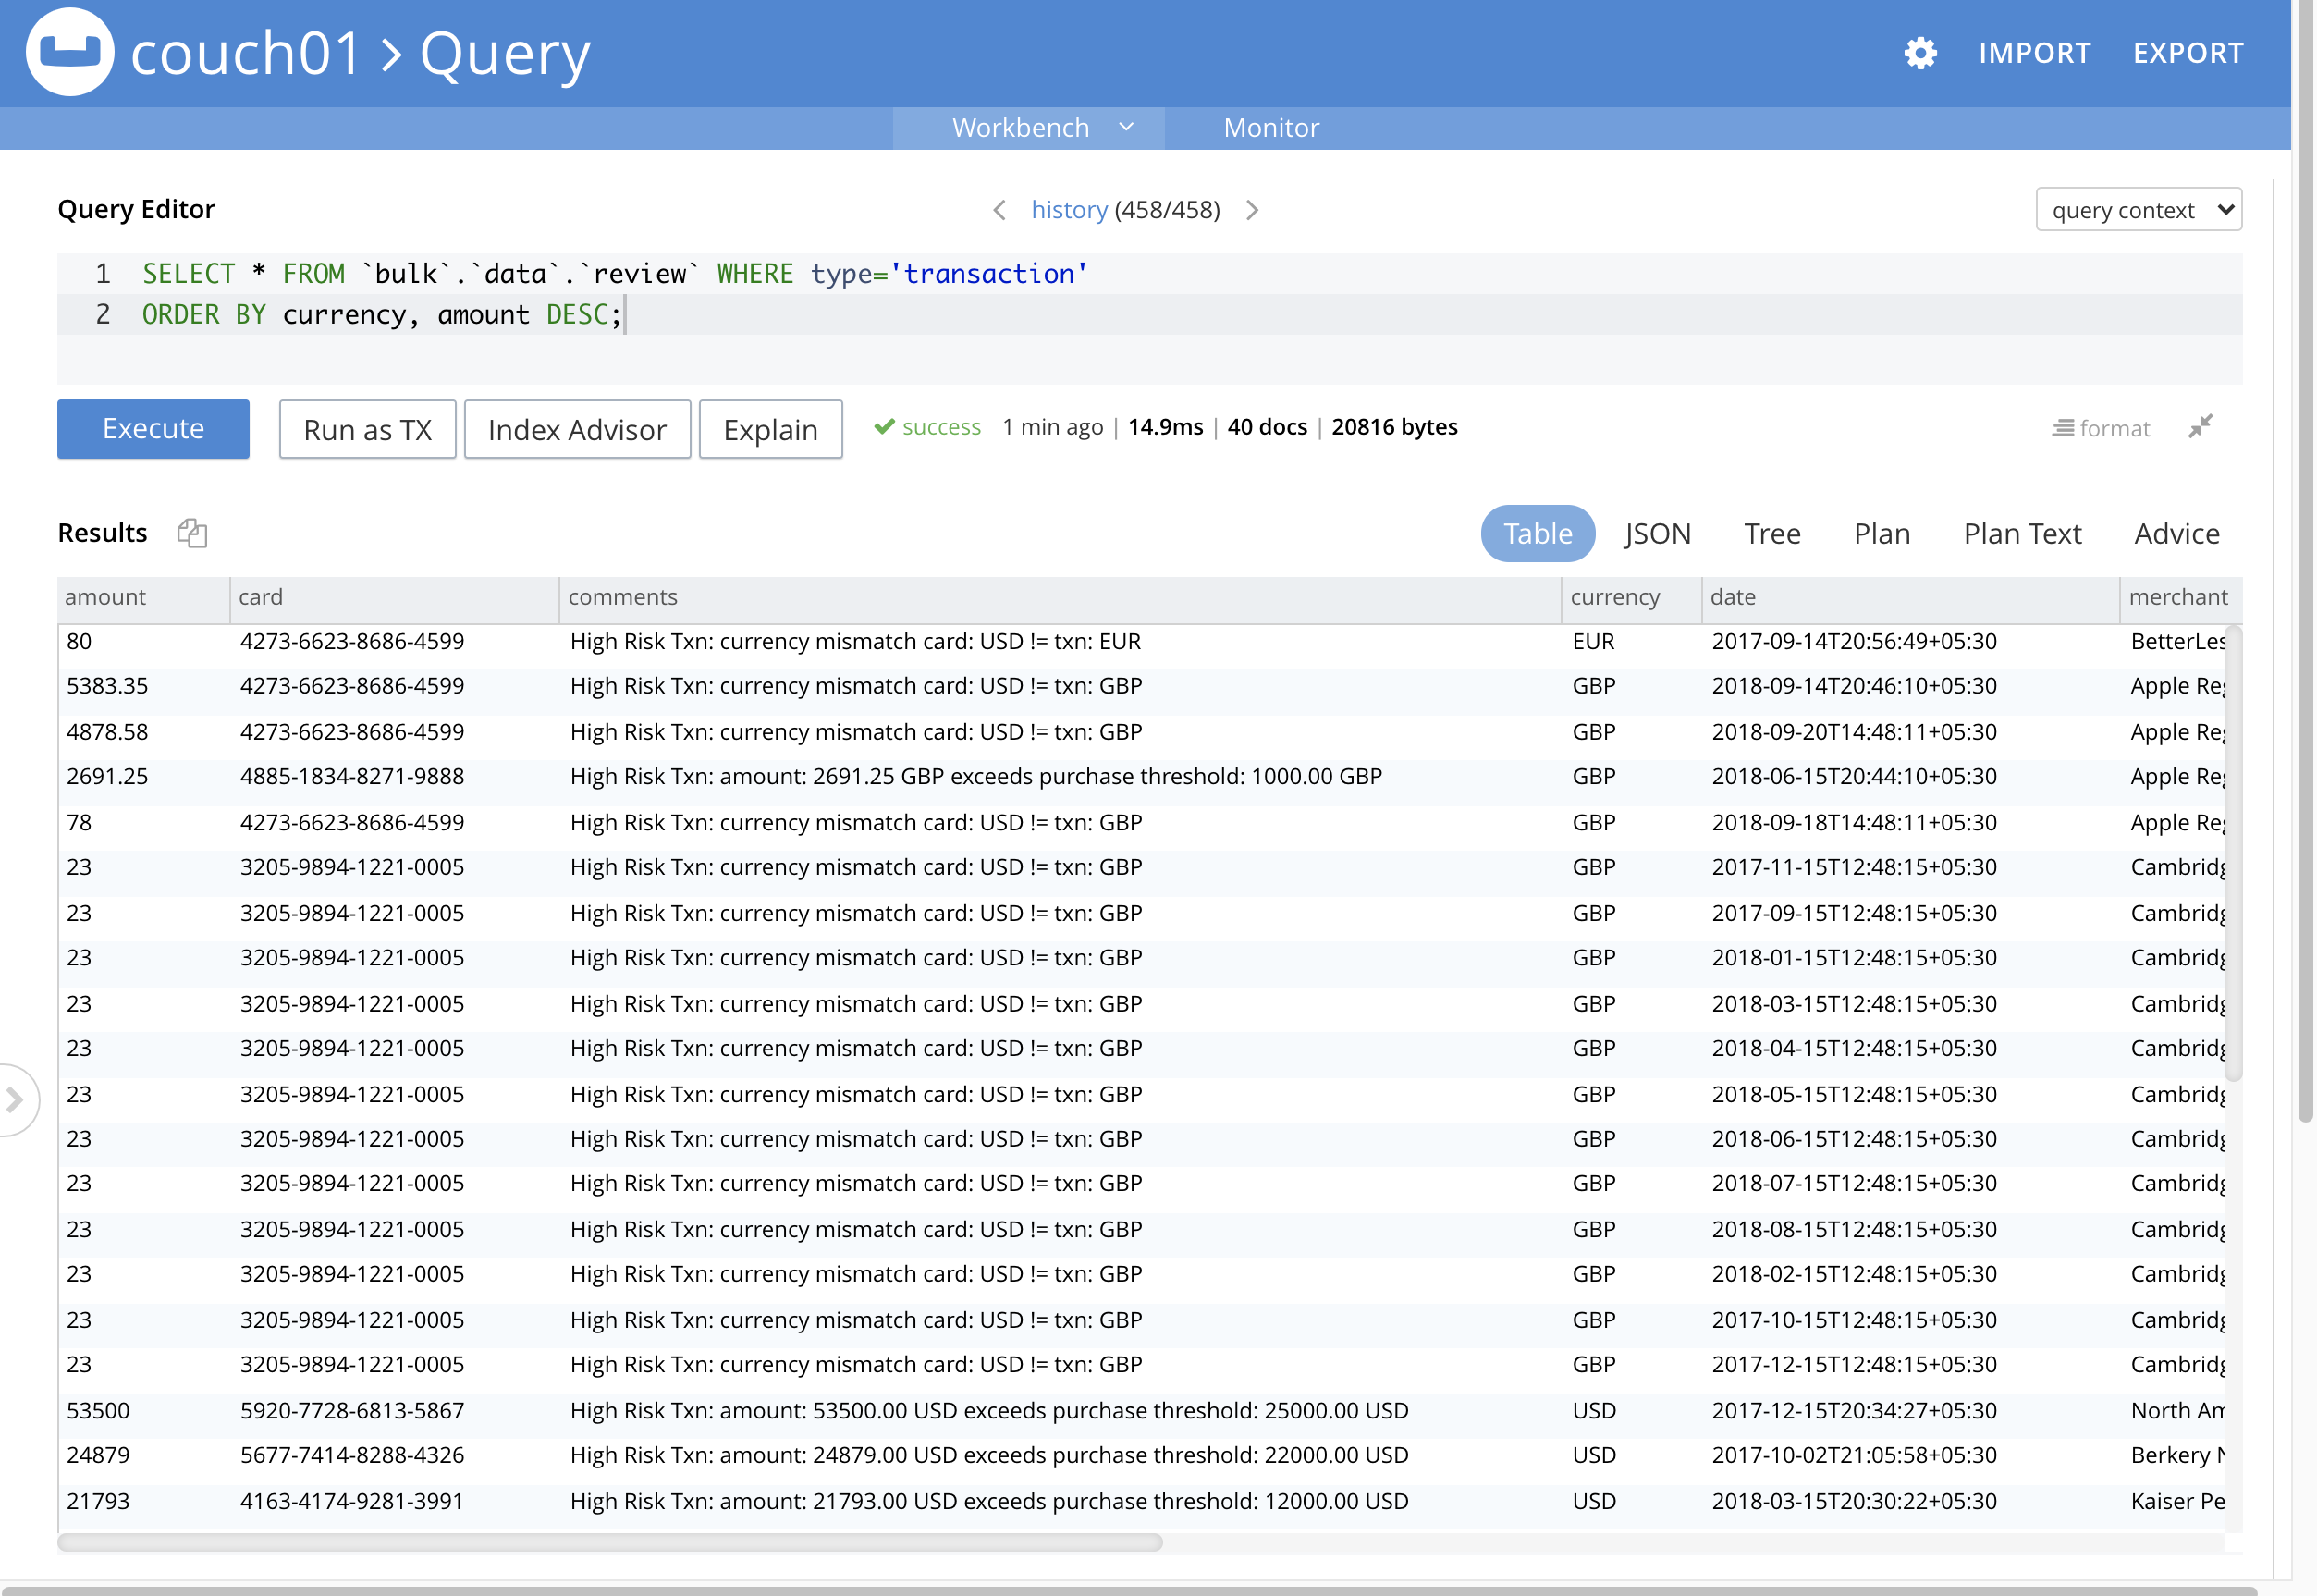 couch01 > Query
IMPORT EXPORT
Workbench Monitor
Query Editor
history (458/458)
query context
1 SELECT * FROM `bulk`.`data`.`review` WHERE type='transaction'
2 ORDER BY currency, amount DESC;
Execute Run as TX Index Advisor Explain success 1 min ago | 14.9ms | 40 docs | 20816 bytes format
Results Table JSON Tree Plan Plan Text Advice
amount card comments currency date merchant
80 4273-6623-8686-4599 High Risk Txn: currency mismatch card: USD != txn: EUR EUR 2017-09-14T20:56:49+05:30 BetterLes
5383.35 4273-6623-8686-4599 High Risk Txn: currency mismatch card: USD != txn: GBP GBP 2018-09-14T20:46:10+05:30 Apple Re
4878.58 4273-6623-8686-4599 High Risk Txn: currency mismatch card: USD != txn: GBP GBP 2018-09-20T14:48:11+05:30 Apple Re
2691.25 4885-1834-8271-9888 High Risk Txn: amount: 2691.25 GBP exceeds purchase threshold: 1000.00 GBP GBP 2018-06-15T20:44:10+05:30 Apple Re
78 4273-6623-8686-4599 High Risk Txn: currency mismatch card: USD != txn: GBP GBP 2018-09-18T14:48:11+05:30 Apple Re
23 3205-9894-1221-0005 High Risk Txn: currency mismatch card: USD != txn: GBP GBP 2017-11-15T12:48:15+05:30 Cambridg
23 3205-9894-1221-0005 High Risk Txn: currency mismatch card: USD != txn: GBP GBP 2017-09-15T12:48:15+05:30 Cambridg
23 3205-9894-1221-0005 High Risk Txn: currency mismatch card: USD != txn: GBP GBP 2018-01-15T12:48:15+05:30 Cambridg
23 3205-9894-1221-0005 High Risk Txn: currency mismatch card: USD != txn: GBP GBP 2018-03-15T12:48:15+05:30 Cambridg
23 3205-9894-1221-0005 High Risk Txn: currency mismatch card: USD != txn: GBP GBP 2018-04-15T12:48:15+05:30 Cambridg
23 3205-9894-1221-0005 High Risk Txn: currency mismatch card: USD != txn: GBP GBP 2018-05-15T12:48:15+05:30 Cambridg
23 3205-9894-1221-0005 High Risk Txn: currency mismatch card: USD != txn: GBP GBP 2018-06-15T12:48:15+05:30 Cambridg
23 3205-9894-1221-0005 High Risk Txn: currency mismatch card: USD != txn: GBP GBP 2018-07-15T12:48:15+05:30 Cambridg
23 3205-9894-1221-0005 High Risk Txn: currency mismatch card: USD != txn: GBP GBP 2018-08-15T12:48:15+05:30 Cambridg
23 3205-9894-1221-0005 High Risk Txn: currency mismatch card: USD != txn: GBP GBP 2018-02-15T12:48:15+05:30 Cambridg
23 3205-9894-1221-0005 High Risk Txn: currency mismatch card: USD != txn: GBP GBP 2017-10-15T12:48:15+05:30 Cambridg
23 3205-9894-1221-0005 High Risk Txn: currency mismatch card: USD != txn: GBP GBP 2017-12-15T12:48:15+05:30 Cambridg
53500 5920-7728-6813-5867 High Risk Txn: amount: 53500.00 USD exceeds purchase threshold: 25000.00 USD USD 2017-12-15T20:34:27+05:30 North Am
24879 5677-7414-8288-4326 High Risk Txn: amount: 24879.00 USD exceeds purchase threshold: 22000.00 USD USD 2017-10-02T21:05:58+05:30 Berkery
21793 4163-4174-9281-3991 High Risk Txn: amount: 21793.00 USD exceeds purchase threshold: 12000.00 USD USD 2018-03-15T20:30:22+05:30 Kaiser Pe